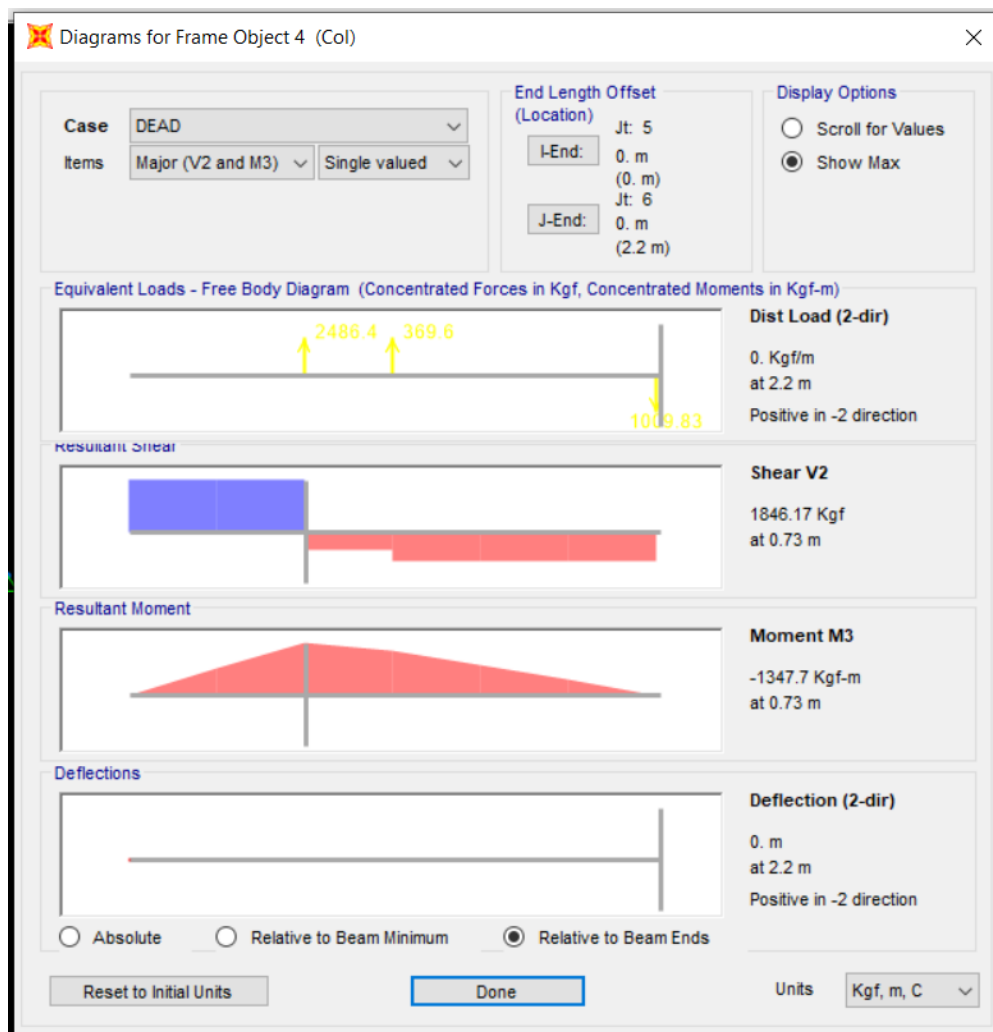 Diagrams for Frame Object 4 (Col)
Case DEAD
Items Major (V2 and M3) Single valued
End Length Offset
(Location)
Jt: 5
I-End: 0. m
(0. m)
Jt: 6
J-End: 0. m
(2.2 m)
Display Options
Scroll for Values
Show Max
Equivalent Loads - Free Body Diagram (Concentrated Forces in Kgf, Concentrated Moments in Kgf-m)
2486.4 369.6
1009.83
Dist Load (2-dir)
0. Kgf/m
at 2.2 m
Positive in -2 direction
Resultant Shear
Shear V2
1846.17 Kgf
at 0.73 m
Resultant Moment
Moment M3
-1347.7 Kgf-m
at 0.73 m
Deflections
Deflection (2-dir)
0. m
at 2.2 m
Positive in -2 direction
Absolute Relative to Beam Minimum Relative to Beam Ends
Reset to Initial Units Done Units Kgf, m, C